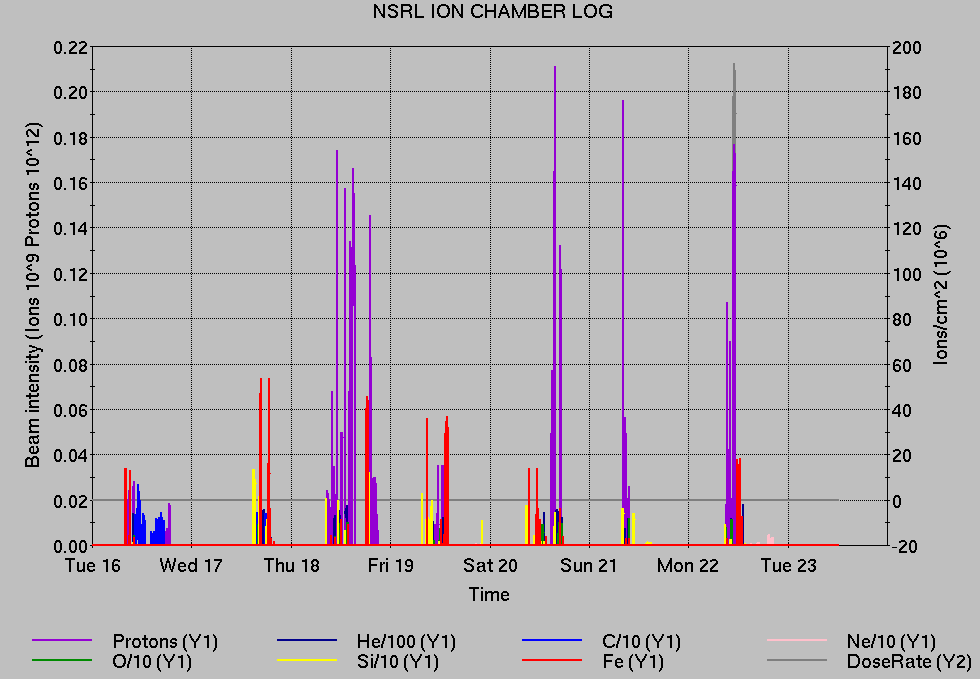 NSRL ION CHAMBER LOG
0.22 200
0.20 180
0.18 160
0.16 140
0.14 120
0.12 100
0.10 80
0.08 60
0.06 40
0.04 20
0.02 0
0.00 -20
Beam intensity (Ions 10^9 Protons 10^12)
Ions/cm^2 (10^6)
Tue 16 Wed 17 Thu 18 Fri 19 Sat 20 Sun 21 Mon 22 Tue 23
Time
Protons (Y1) He/100 (Y1) C/10 (Y1) Ne/10 (Y1)
O/10 (Y1) Si/10 (Y1) Fe (Y1) DoseRate (Y2)